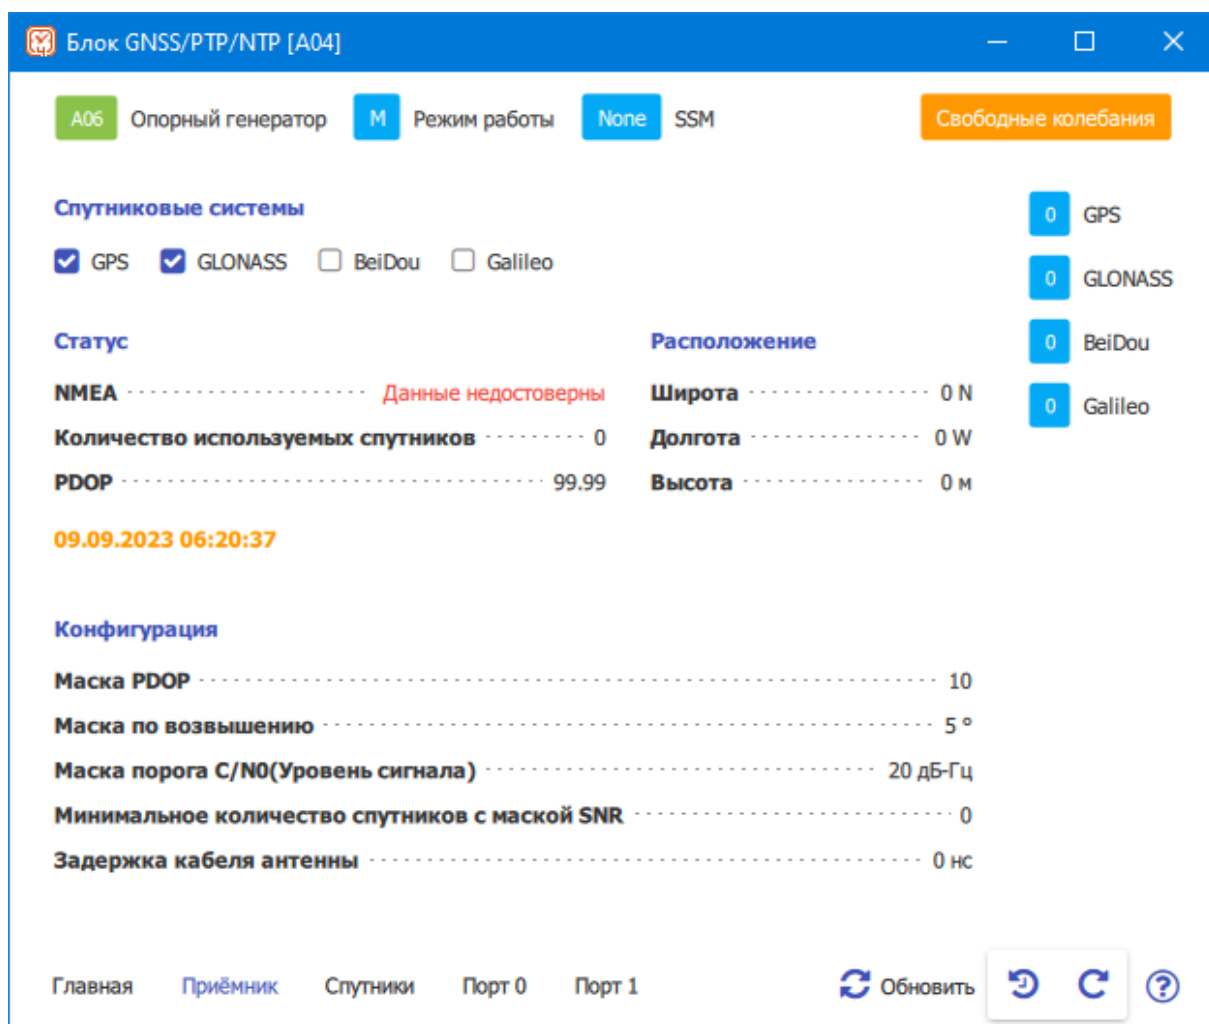 Блок GNSS/PTP/NTP [A04]
A06 Опорный генератор M Режим работы None SSM Свободные колебания
Спутниковые системы
GPS GLONASS BeiDou Galileo
0 GPS
0 GLONASS
0 BeiDou
0 Galileo
Статус
NMEA Данные недостоверны
Количество используемых спутников 0
PDOP 99.99
Расположение
Широта 0 N
Долгота 0 W
Высота 0 м
09.09.2023 06:20:37
Конфигурация
Маска PDOP 10
Маска по возвышению 5 °
Маска порога C/N0(Уровень сигнала) 20 дБ-Гц
Минимальное количество спутников с маской SNR 0
Задержка кабеля антенны 0 нс
Главная Приёмник Спутники Порт 0 Порт 1 Обновить